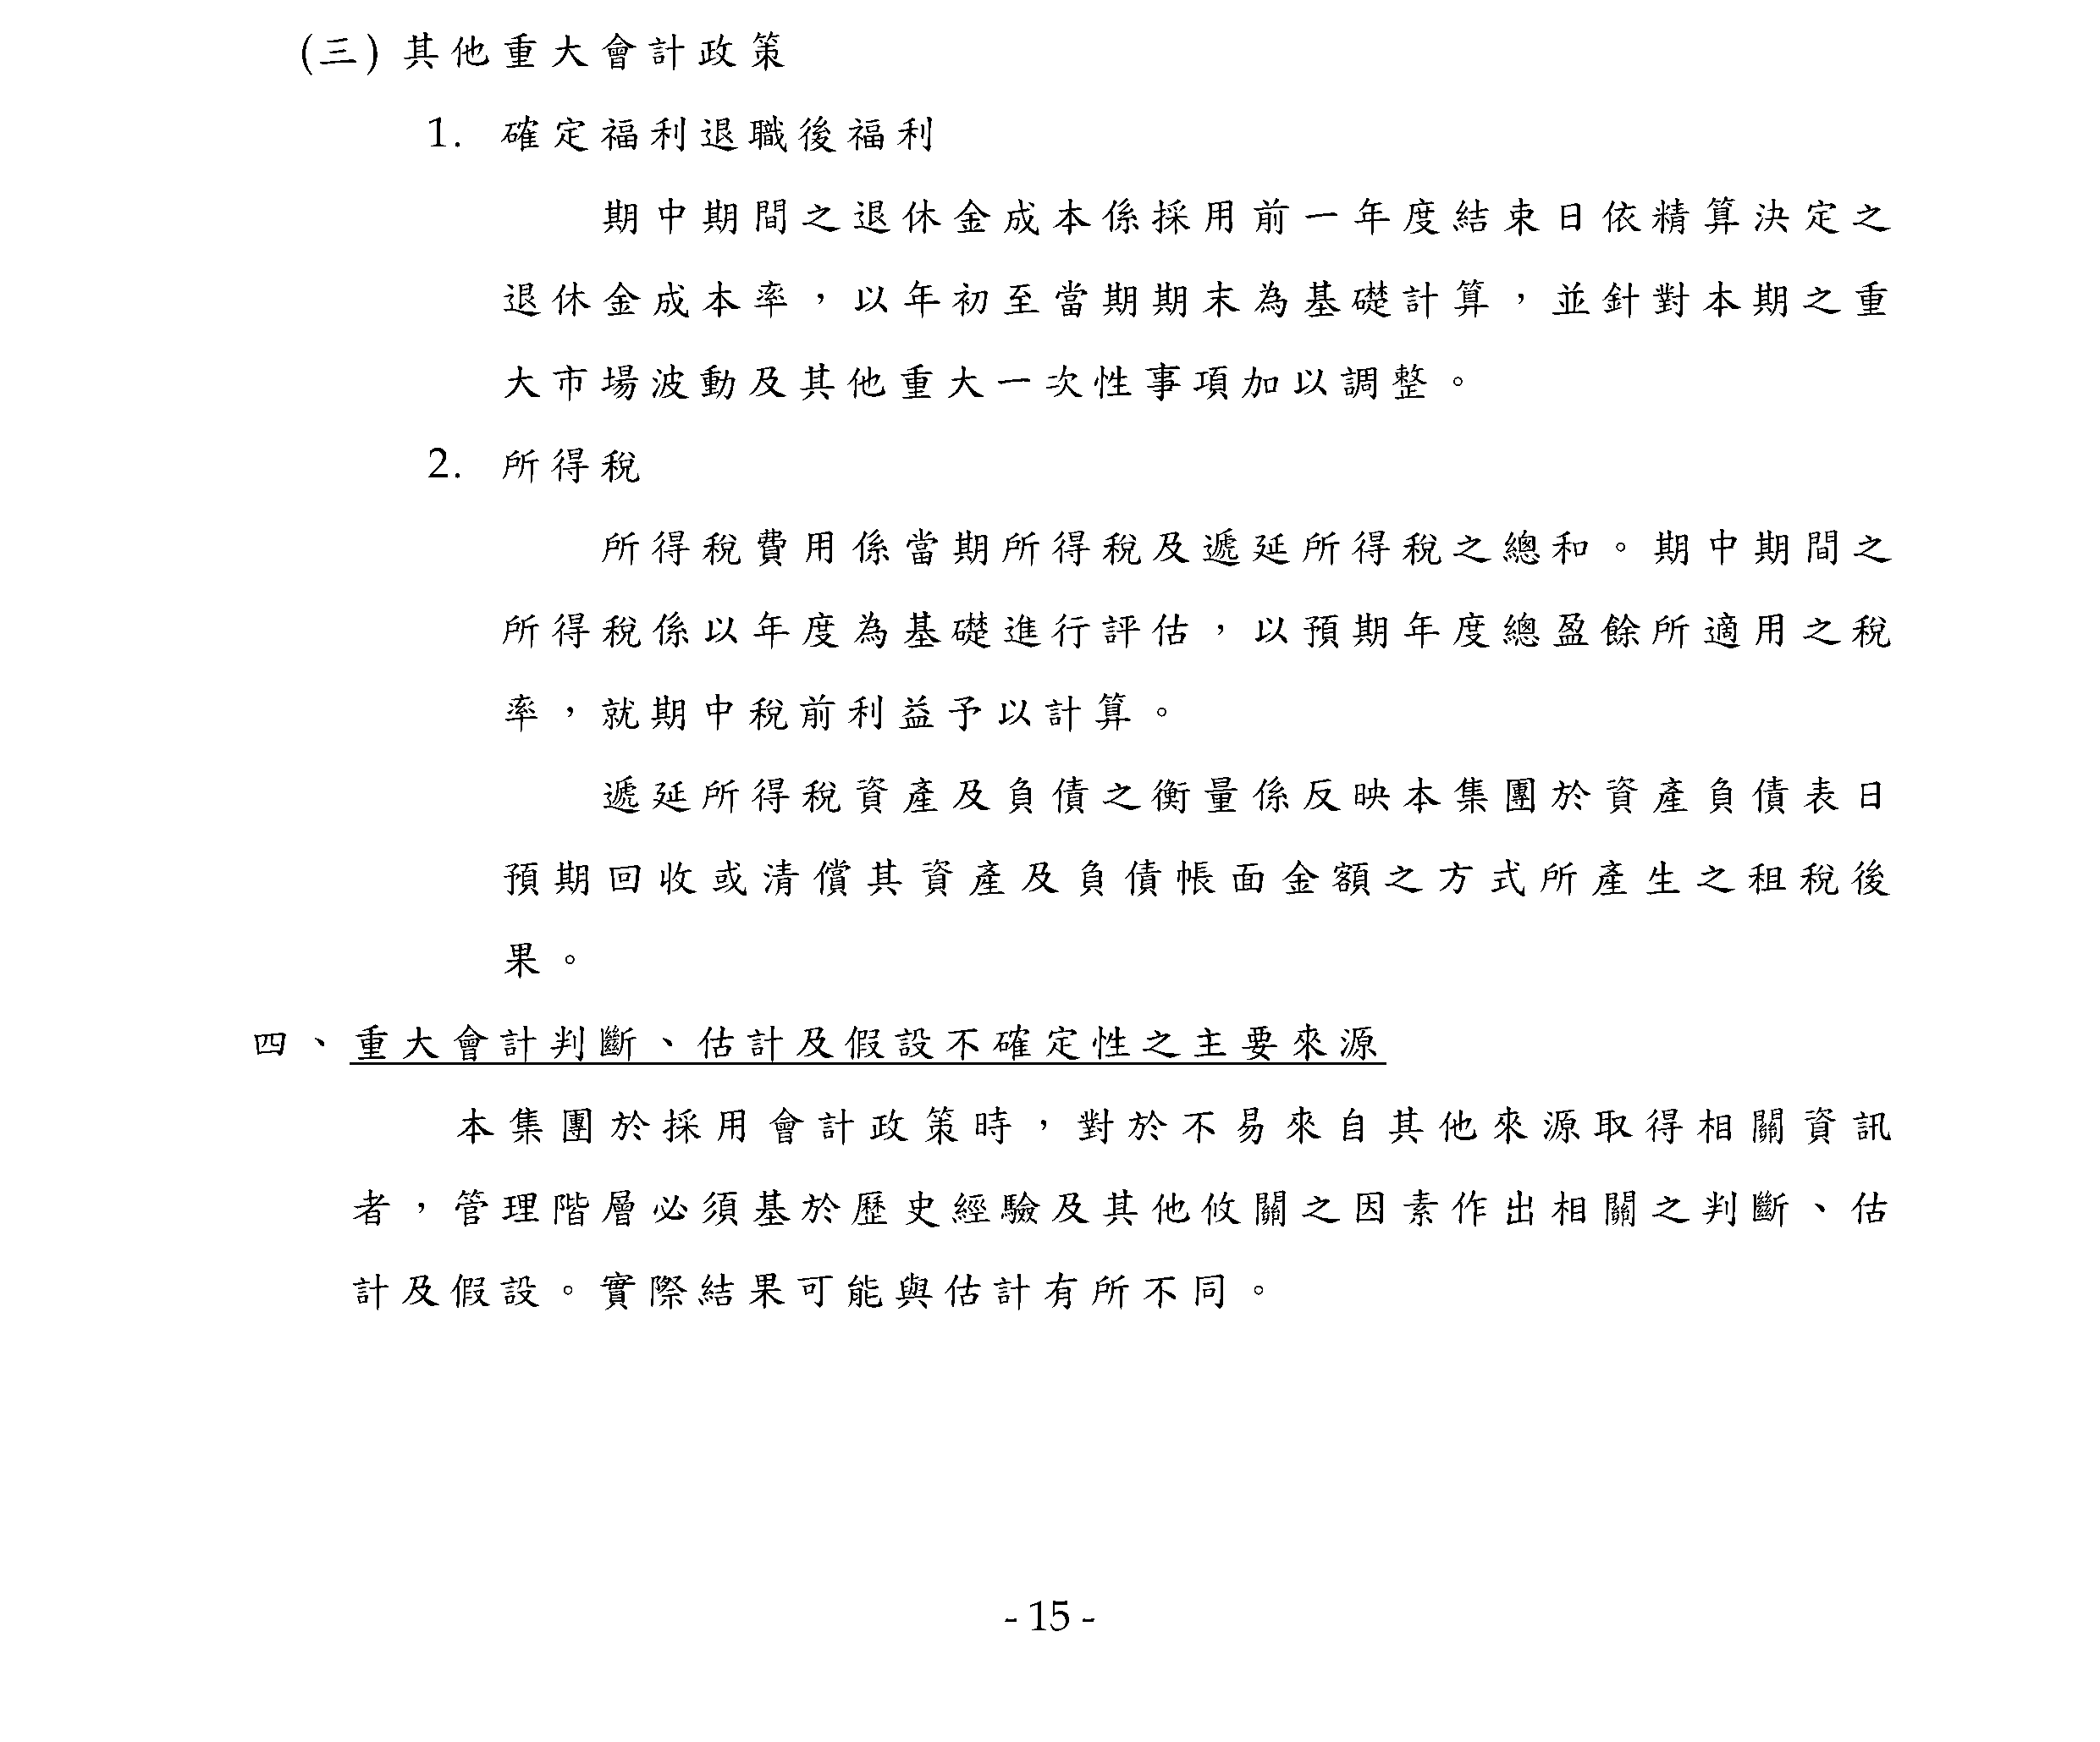 (三) 其他重大會計政策
1. 確定福利退職後福利
期中期間之退休金成本係採用前一年度結束日依精算決定之
退休金成本率，以年初至當期期末為基礎計算，並針對本期之重
大市場波動及其他重大一次性事項加以調整。
2. 所得稅
所得稅費用係當期所得稅及遞延所得稅之總和。期中期間之
所得稅係以年度為基礎進行評估，以預期年度總盈餘所適用之稅
率，就期中稅前利益予以計算。
遞延所得稅資產及負債之衡量係反映本集團於資產負債表日
預期回收或清償其資產及負債帳面金額之方式所產生之租稅後
果。
四、重大會計判斷、估計及假設不確定性之主要來源
本集團於採用會計政策時，對於不易來自其他來源取得相關資訊
者，管理階層必須基於歷史經驗及其他攸關之因素作出相關之判斷、估
計及假設。實際結果可能與估計有所不同。
- 15 -